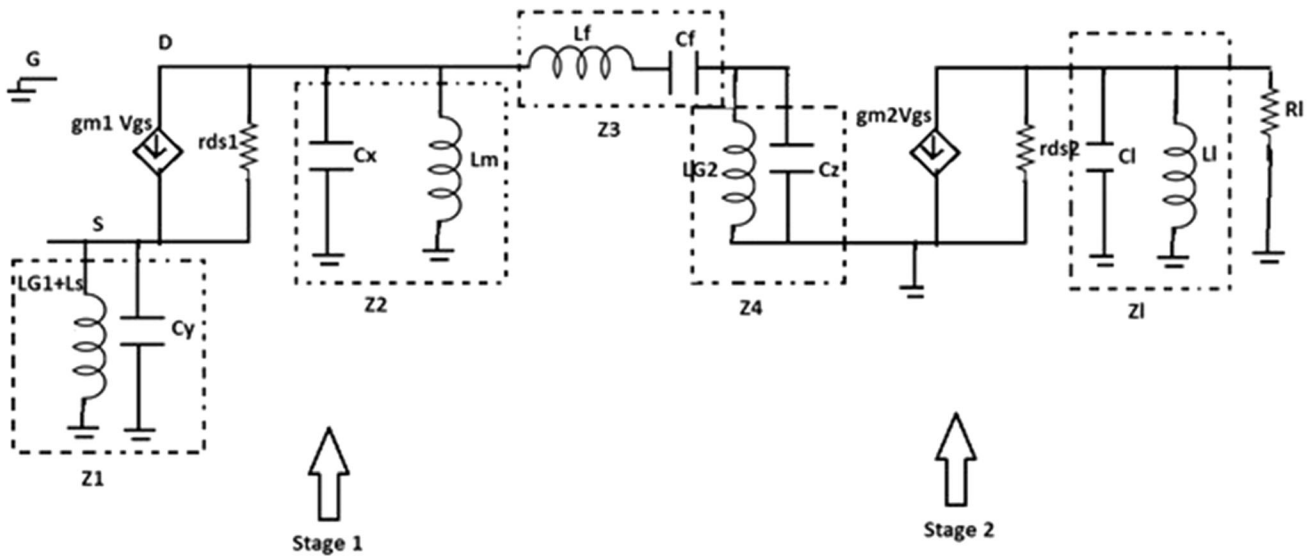 G
D
gm1 Vgs
rds1
S
LG1+Ls
Cy
Z1
Cx
Lm
Z2
Lf
Cf
Z3
LG2
Cz
Z4
gm2Vgs
rds2
Cl
Ll
Zl
Rl
Stage 1
Stage 2